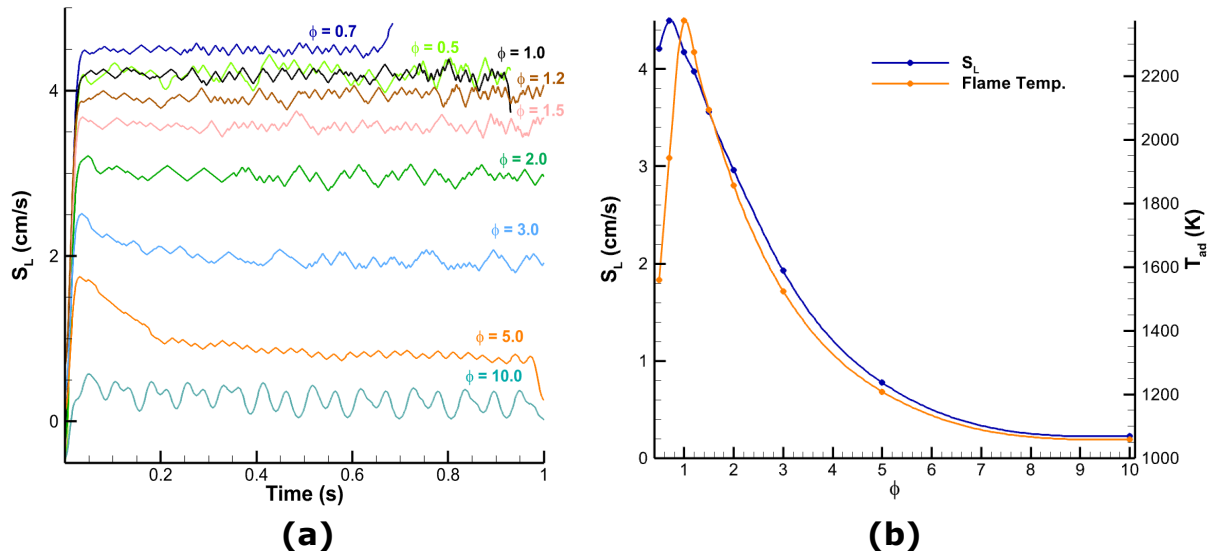 ϕ = 0.7
ϕ = 0.5
ϕ = 1.0
ϕ = 1.2
ϕ = 1.5
ϕ = 2.0
ϕ = 3.0
ϕ = 5.0
ϕ = 10.0
4
2
0
S_L (cm/s)
0.2 0.4 0.6 0.8 1
Time (s)
(a)
S_L
Flame Temp.
4
3
2
1
0
S_L (cm/s)
2200
2000
1800
1600
1400
1200
1000
T_ad (K)
1 2 3 4 5 6 7 8 9 10
ϕ
(b)